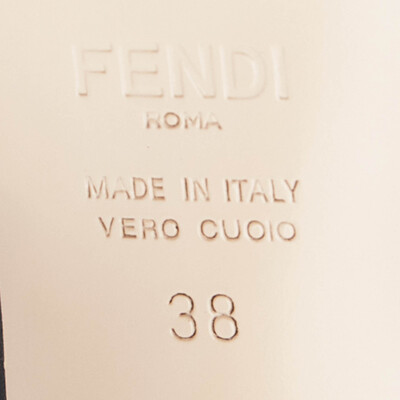 FENDI
ROMA
MADE IN ITALY
VERO CUOIO
38